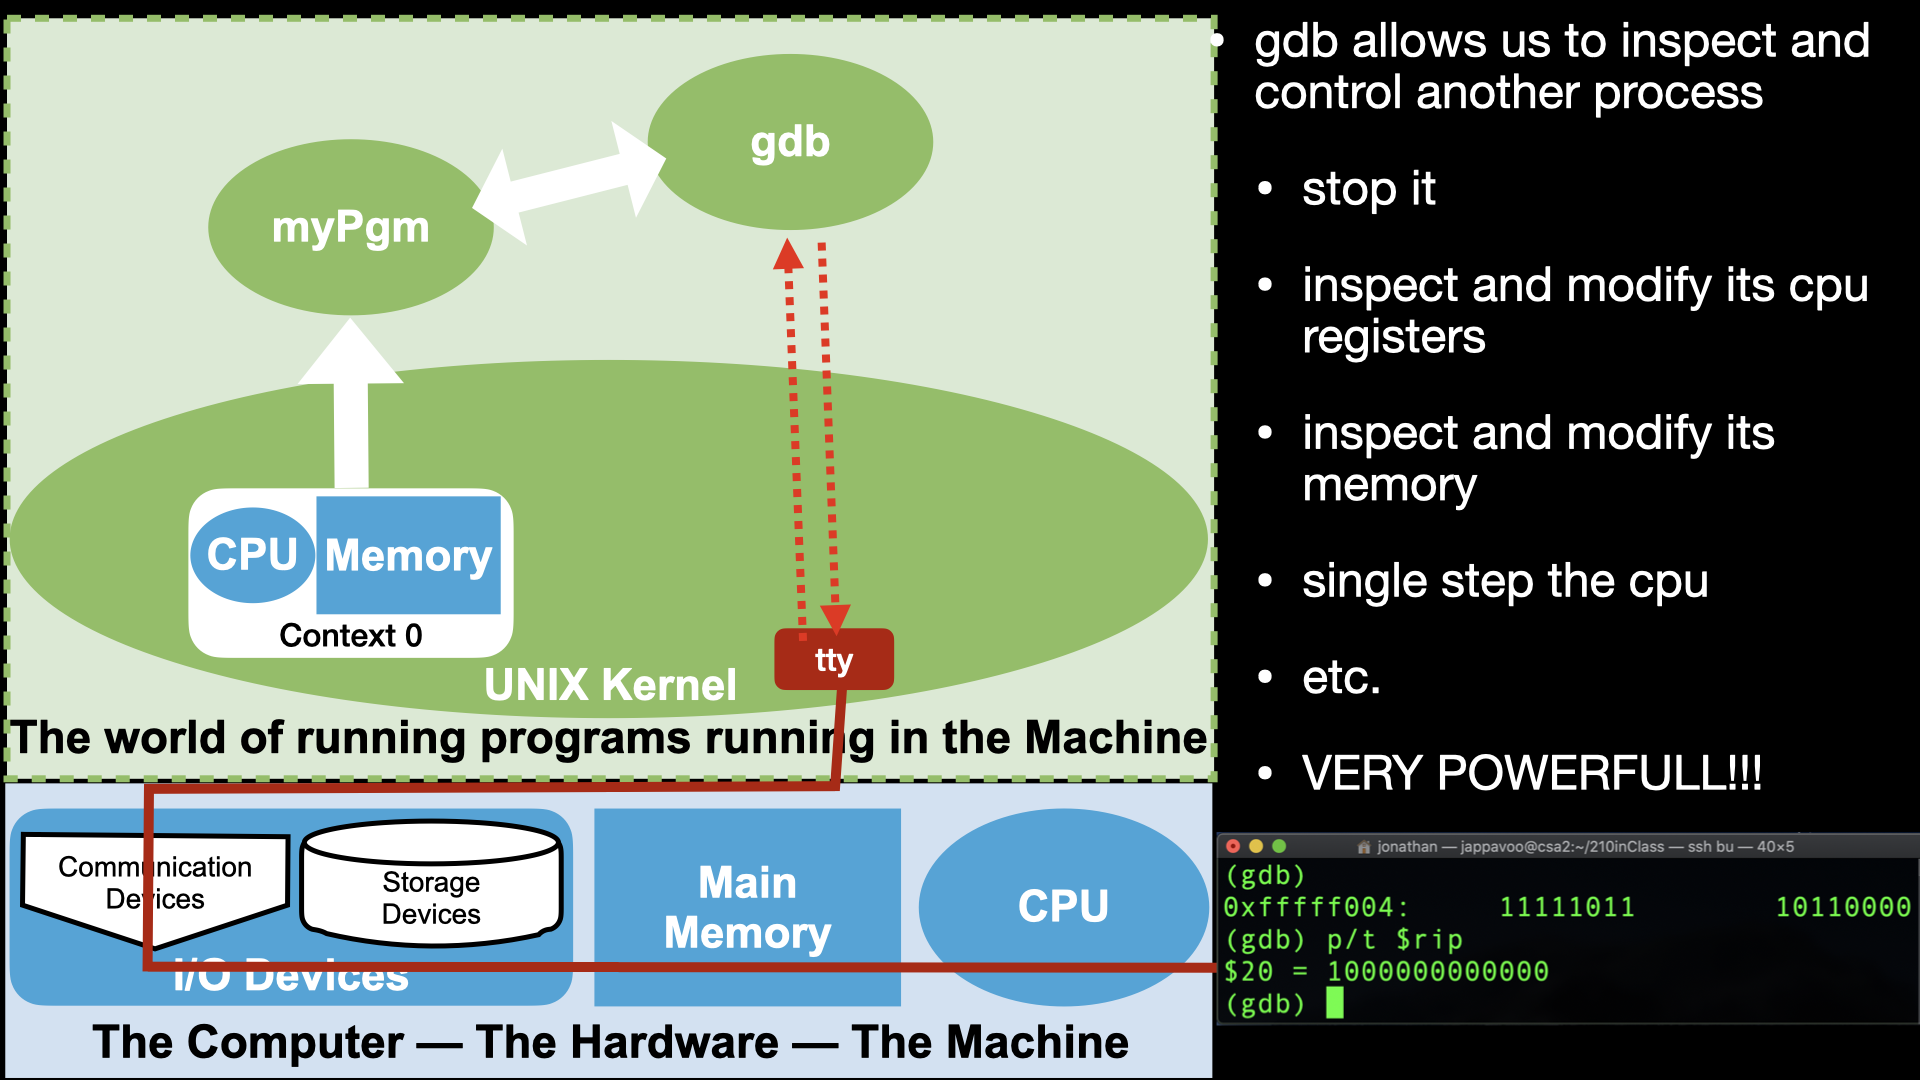 gdb
myPgm
CPU Memory
Context 0
tty
UNIX Kernel
The world of running programs running in the Machine
Communication
Devices
Storage
Devices
I/O Devices
Main
Memory
CPU
The Computer — The Hardware — The Machine
• gdb allows us to inspect and
control another process
• stop it
• inspect and modify its cpu
registers
• inspect and modify its
memory
• single step the cpu
• etc.
• VERY POWERFULL!!!
jonathan — jappavoo@csa2:~/210inClass — ssh bu — 40×5
(gdb)
0xfffff004: 11111011 10110000
(gdb) p/t $rip
$20 = 1000000000000
(gdb)